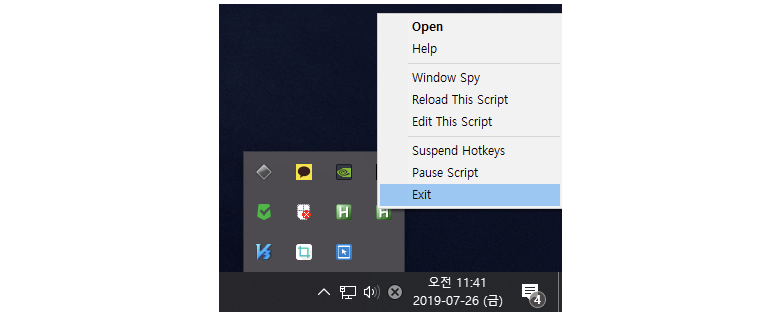 Open
Help
Window Spy
Reload This Script
Edit This Script
Suspend Hotkeys
Pause Script
Exit
H H
V3
오전 11:41
2019-07-26 (금)
4